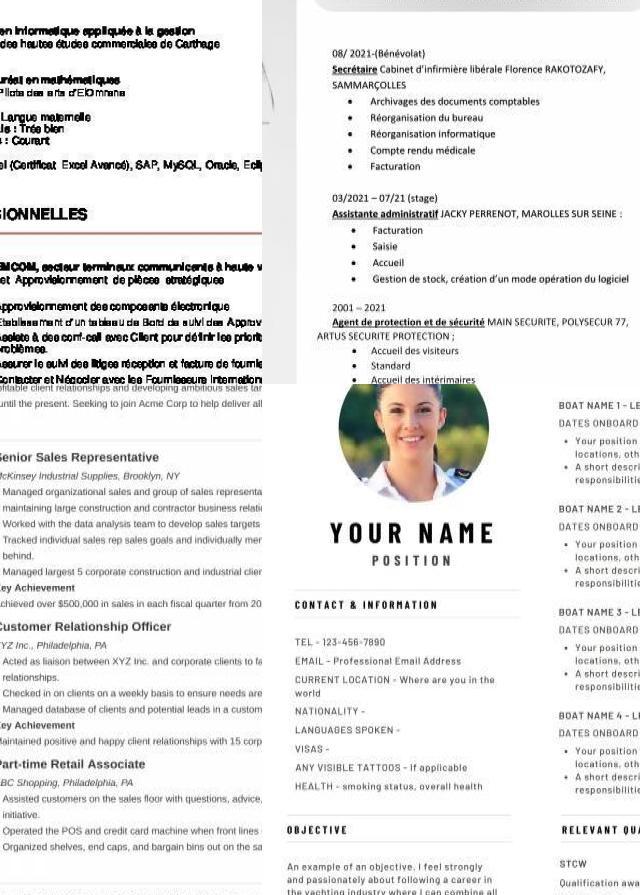 en informatique appliquée à la gestion
des hautes études commerciales de Carthage
uréat en mathématiques
Pilote des arts d'ElOmrane
Langue maternelle
is : Trés bien
: Courant
el (Certificat Excel Avancé), SAP, MySQL, Oracle, Eclip
IONNELLES
EMCOM, secteur terminaux communicants à haute v
et Approvisionnement de pièces stratégiques
Approvisionnement des composants électronique
Etablissement d'un tableau de Bord de suivi des Approv
Assiste à des conf-call avec Client pour définir les priorit
roblèmes.
Assurer le suivi des litiges réception et facture de fournis
Contacter et Négocier avec les Fournisseurs Internation
08/ 2021-(Bénévolat)
Secrétaire Cabinet d'infirmière libérale Florence RAKOTOZAFY,
SAMMARÇOLLES
• Archivages des documents comptables
• Réorganisation du bureau
• Réorganisation informatique
• Compte rendu médicale
• Facturation
03/2021 – 07/21 (stage)
Assistante administratif JACKY PERRENOT, MAROLLES SUR SEINE :
• Facturation
• Saisie
• Accueil
• Gestion de stock, création d'un mode opération du logiciel
2001 – 2021
Agent de protection et de sécurité MAIN SECURITE, POLYSECUR 77,
ARTUS SECURITE PROTECTION ;
• Accueil des visiteurs
• Standard
• Accueil des intérimaires
ofitable client relationships and developing ambitious sales tar
until the present. Seeking to join Acme Corp to help deliver all
Senior Sales Representative
McKinsey Industrial Supplies, Brooklyn, NY
Managed organizational sales and group of sales representa
maintaining large construction and contractor business relati
Worked with the data analysis team to develop sales targets
Tracked individual sales rep sales goals and individually mer
behind.
Managed largest 5 corporate construction and industrial clier
Key Achievement
chieved over $500,000 in sales in each fiscal quarter from 20
Customer Relationship Officer
XYZ Inc., Philadelphia, PA
Acted as liaison between XYZ Inc. and corporate clients to fa
relationships.
Checked in on clients on a weekly basis to ensure needs are
Managed database of clients and potential leads in a custom
Key Achievement
Maintained positive and happy client relationships with 15 corp
Part-time Retail Associate
ABC Shopping, Philadelphia, PA
Assisted customers on the sales floor with questions, advice,
initiative.
Operated the POS and credit card machine when front lines
Organized shelves, end caps, and bargain bins out on the sa
YOUR NAME
POSITION
CONTACT & INFORMATION
TEL - 123-456-7890
EMAIL - Professional Email Address
CURRENT LOCATION - Where are you in the
world
NATIONALITY -
LANGUAGES SPOKEN -
VISAS -
ANY VISIBLE TATTOOS - If applicable
HEALTH - smoking status, overall health
OBJECTIVE
An example of an objective. I feel strongly
and passionately about following a career in
the yachting industry where I can combine all
BOAT NAME 1 - LE
DATES ONBOARD
• Your position
locations, oth
• A short descri
responsibilitie
BOAT NAME 2 - LE
DATES ONBOARD
• Your position
locations, oth
• A short descri
responsibilitie
BOAT NAME 3 - LE
DATES ONBOARD
• Your position
locations, oth
• A short descri
responsibilitie
BOAT NAME 4 - LE
DATES ONBOARD
• Your position
locations, oth
• A short descri
responsibilitie
RELEVANT QUA
STCW
Qualification awa